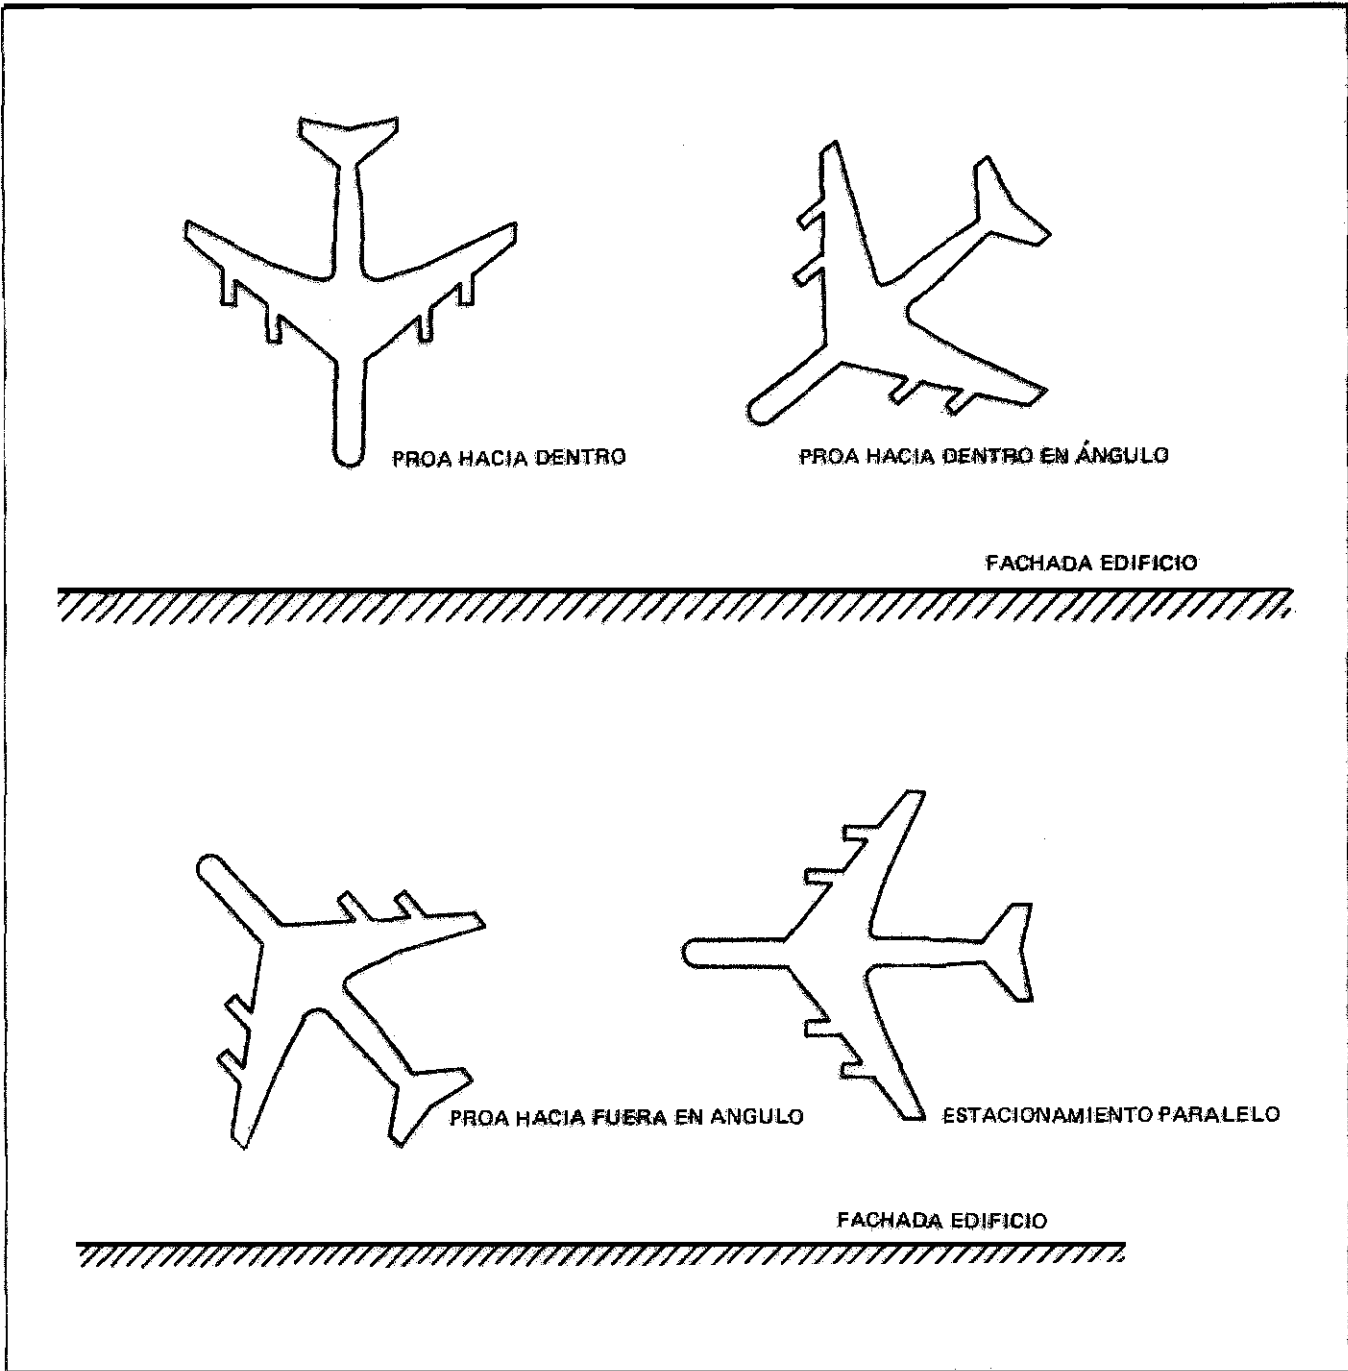 PROA HACIA DENTRO
PROA HACIA DENTRO EN ÁNGULO
FACHADA EDIFICIO
PROA HACIA FUERA EN ANGULO
ESTACIONAMIENTO PARALELO
FACHADA EDIFICIO